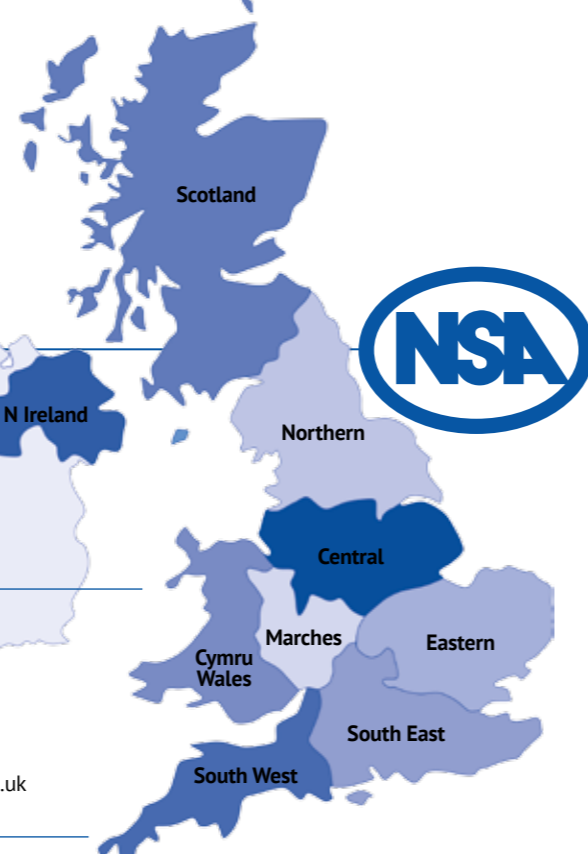 Scotland
NSA
N Ireland
Northern
Central
Marches
Eastern
Cymru
Wales
South East
South West
.uk